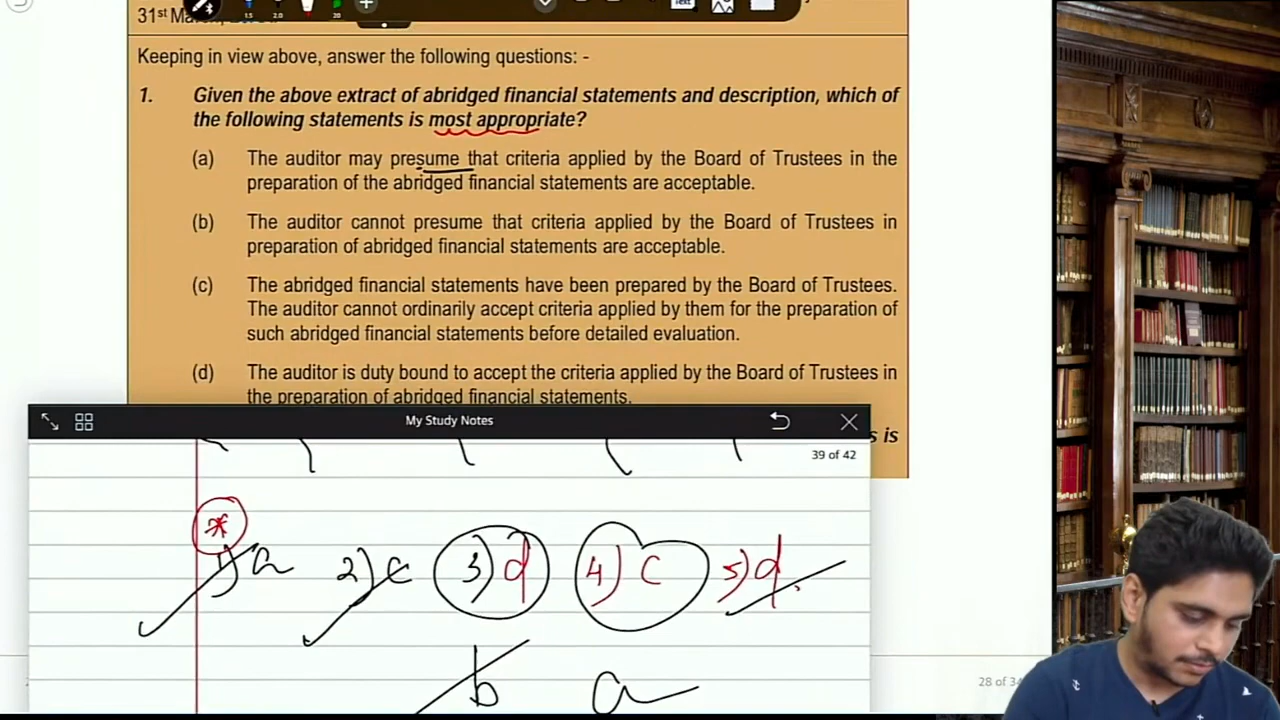 31st
1.5 2.0 20 Text
Keeping in view above, answer the following questions: -
1. Given the above extract of abridged financial statements and description, which of
the following statements is most appropriate?
(a) The auditor may presume that criteria applied by the Board of Trustees in the
preparation of the abridged financial statements are acceptable.
(b) The auditor cannot presume that criteria applied by the Board of Trustees in
preparation of abridged financial statements are acceptable.
(c) The abridged financial statements have been prepared by the Board of Trustees.
The auditor cannot ordinarily accept criteria applied by them for the preparation of
such abridged financial statements before detailed evaluation.
(d) The auditor is duty bound to accept the criteria applied by the Board of Trustees in
the preparation of abridged financial statements.
My Study Notes
is
39 of 42
*
1) a 2) c 3) d 4) c 5) d
b a
28 of 34